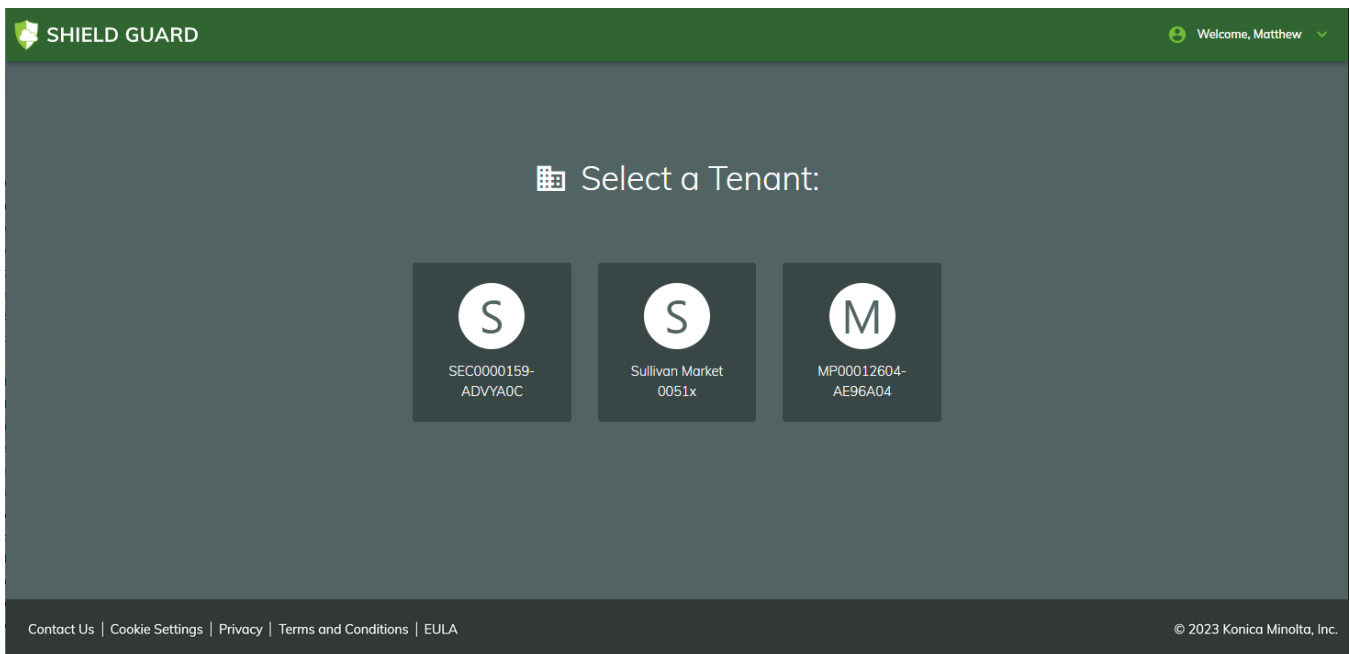 SHIELD GUARD
Welcome, Matthew
Select a Tenant:
S
SEC0000159-
ADVYA0C
S
Sullivan Market
0051x
M
MP00012604-
AE96A04
Contact Us | Cookie Settings | Privacy | Terms and Conditions | EULA
© 2023 Konica Minolta, Inc.